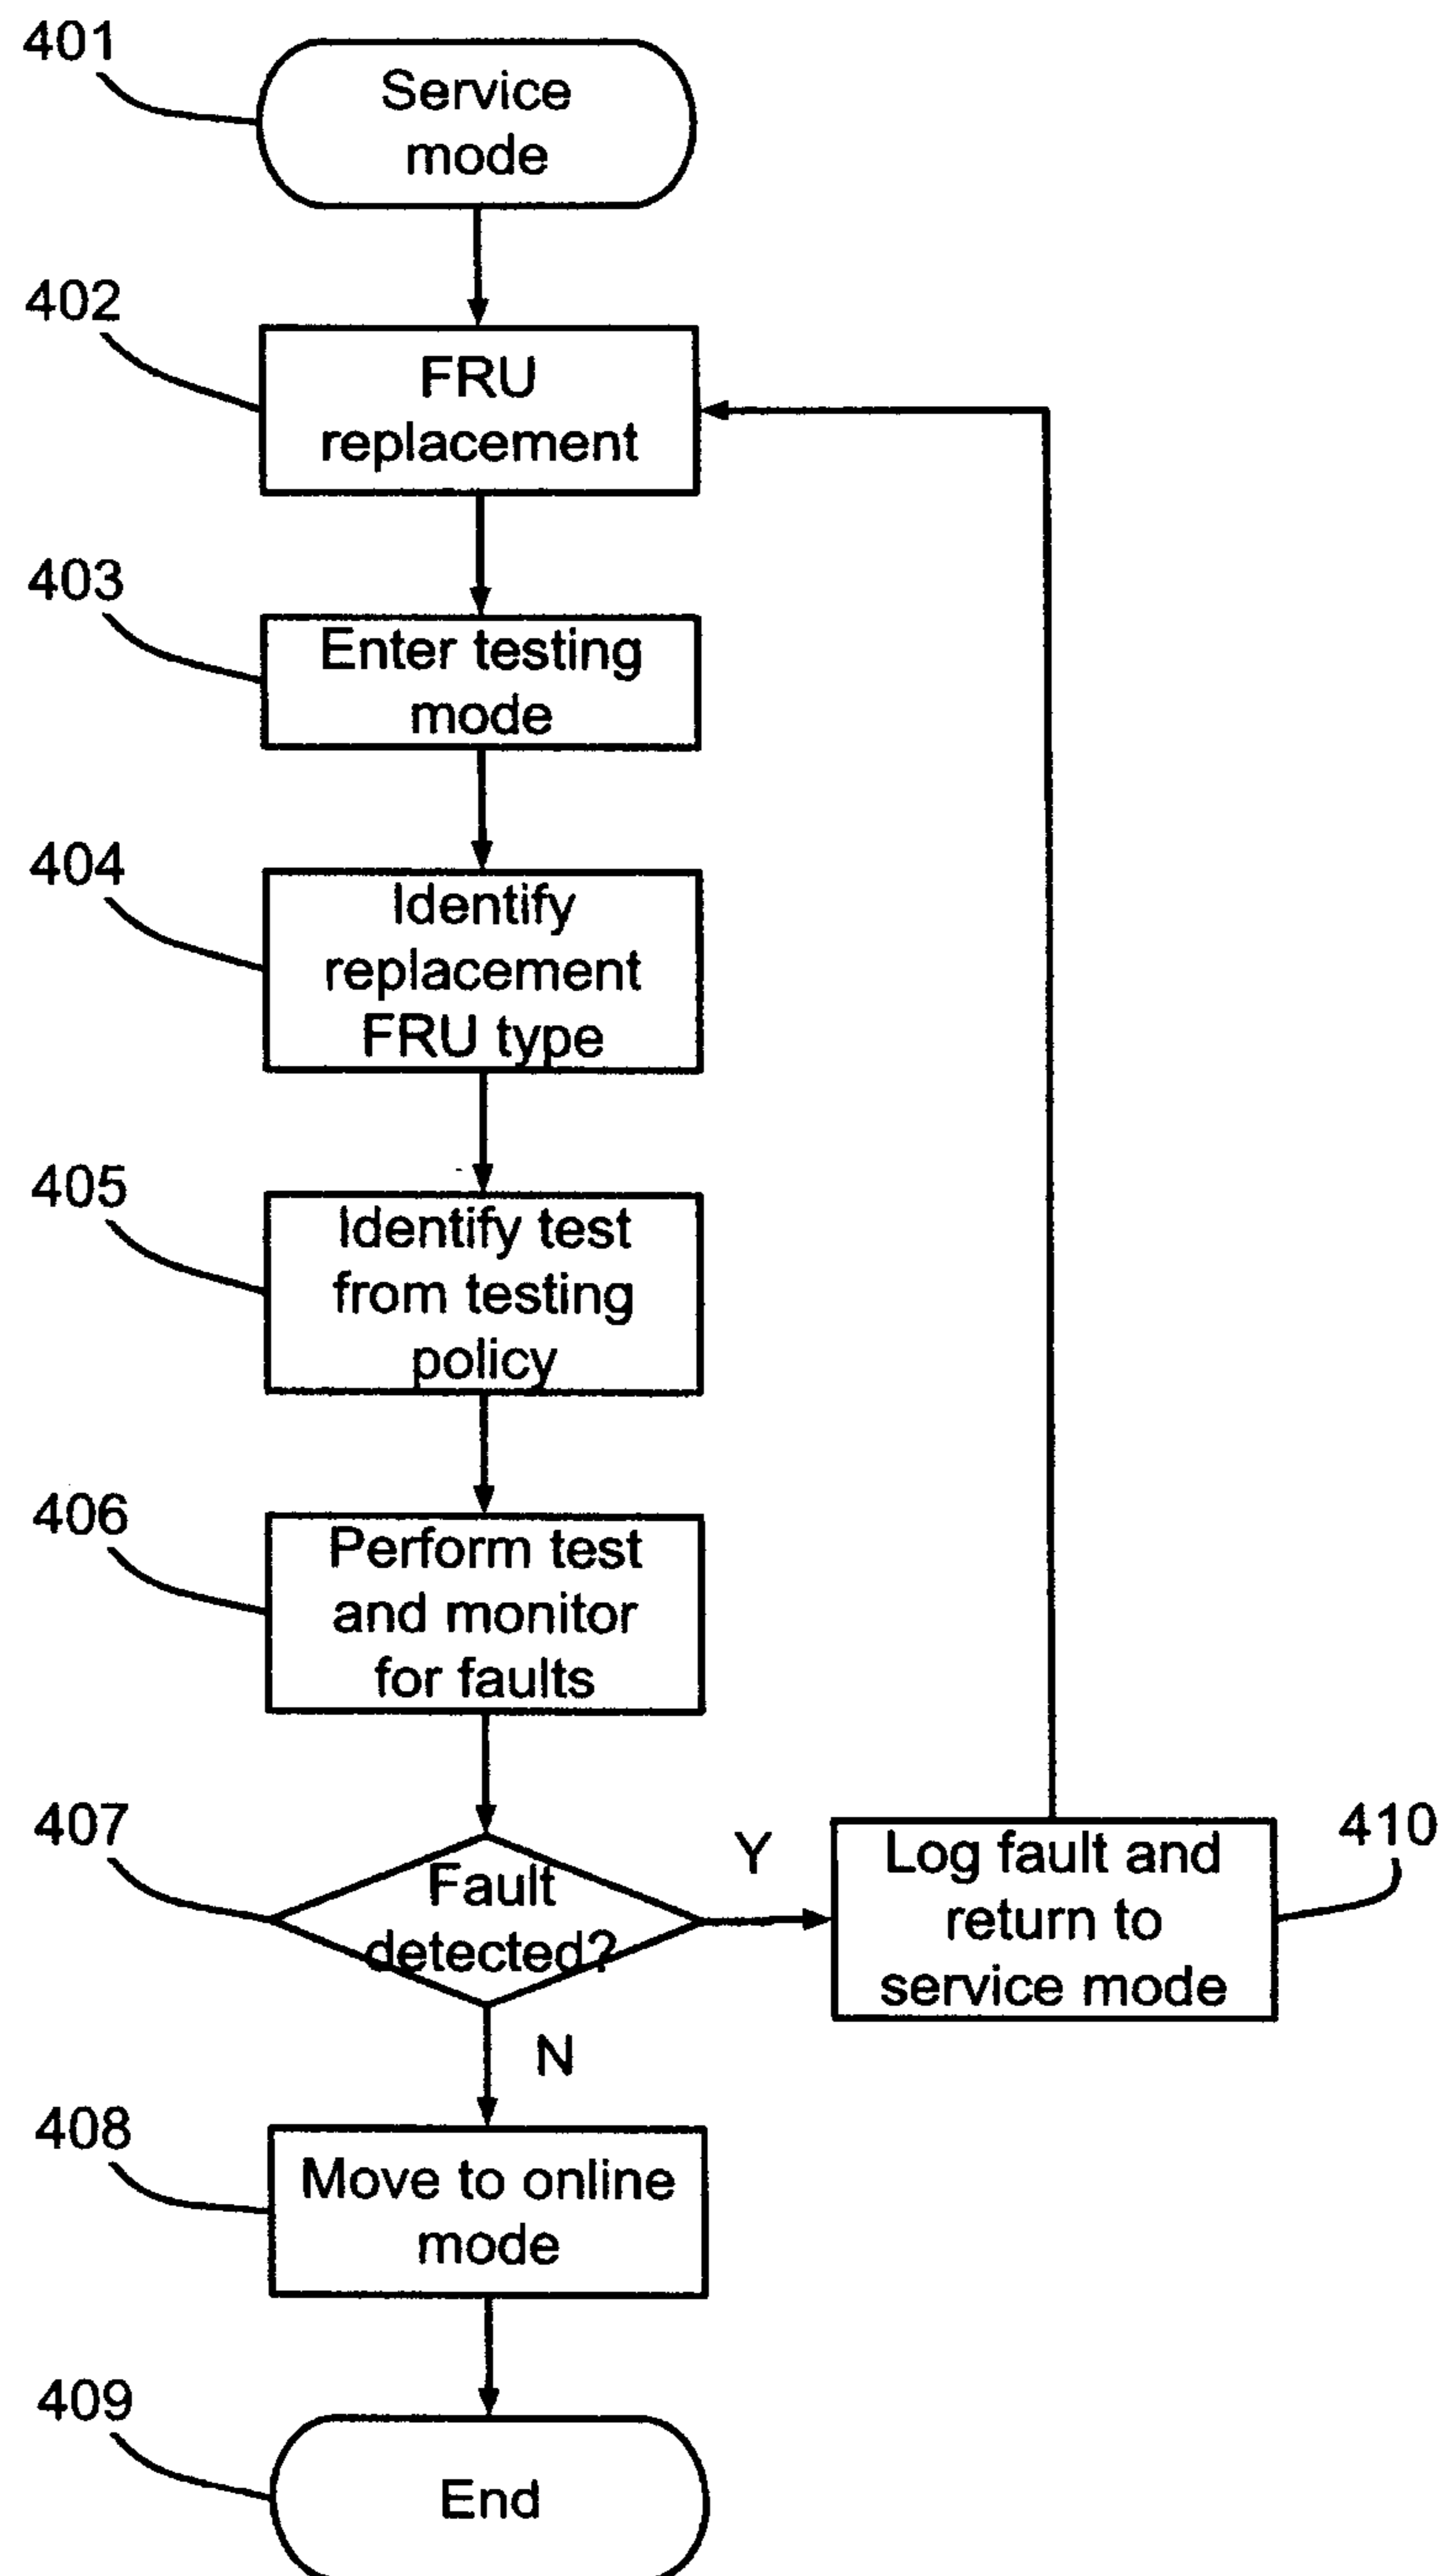 401
Service
mode
402
FRU
replacement
403
Enter testing
mode
404
Identify
replacement
FRU type
405
Identify test
from testing
policy
406
Perform test
and monitor
for faults
407
Fault
detected?
Y
Log fault and
return to
service mode
410
N
408
Move to online
mode
409
End